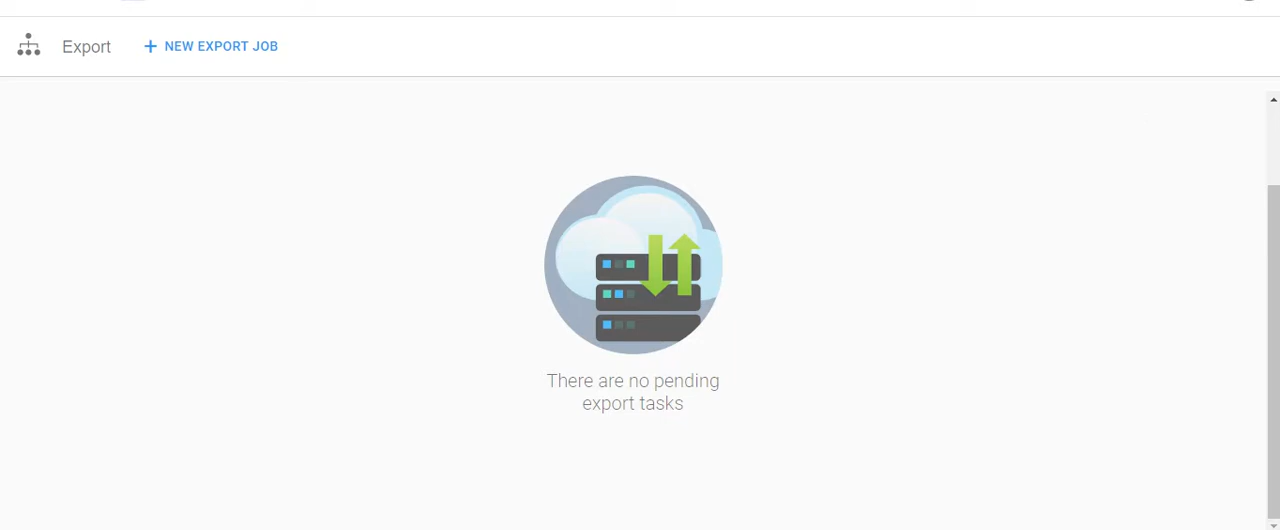 Export
+ NEW EXPORT JOB
There are no pending
export tasks